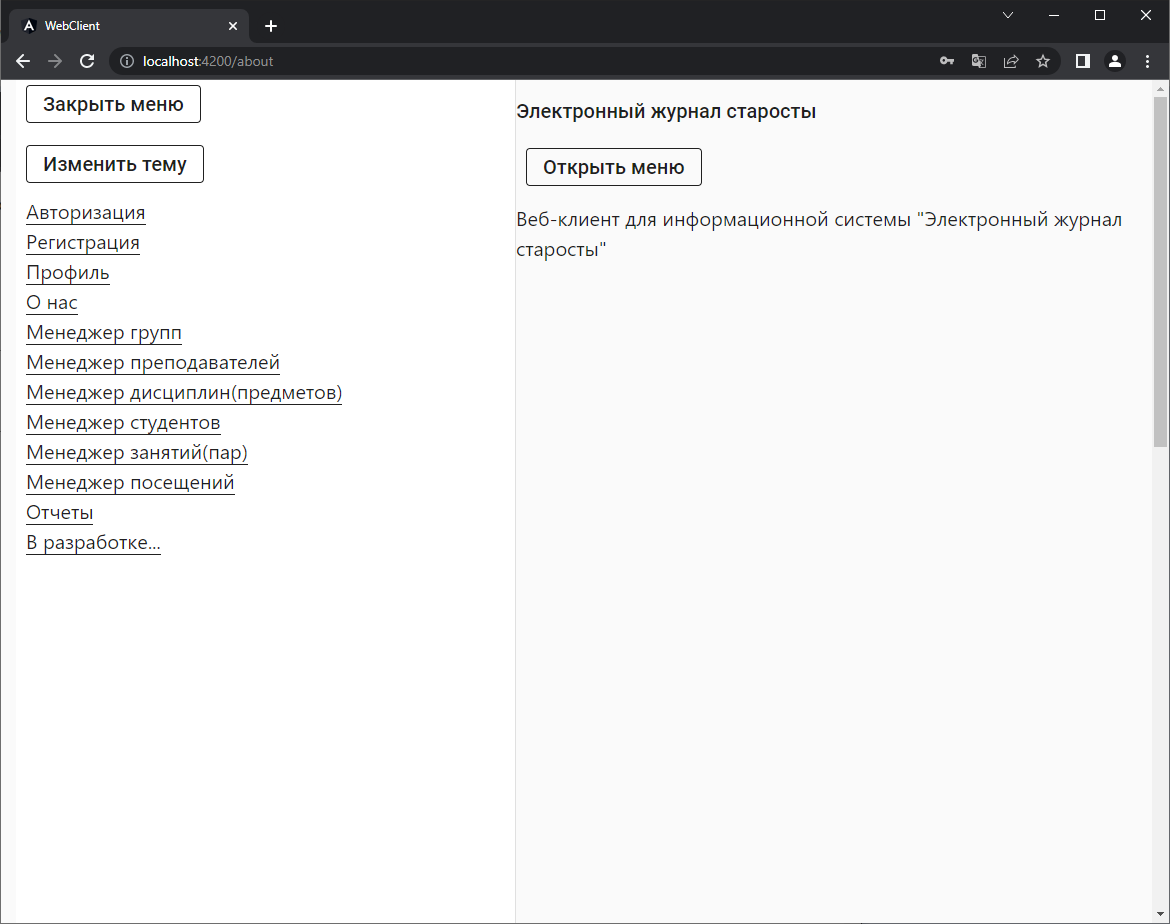 WebClient
localhost:4200/about
Закрыть меню
Изменить тему
Авторизация
Регистрация
Профиль
О нас
Менеджер групп
Менеджер преподавателей
Менеджер дисциплин(предметов)
Менеджер студентов
Менеджер занятий(пар)
Менеджер посещений
Отчеты
В разработке...
Электронный журнал старосты
Открыть меню
Веб-клиент для информационной системы "Электронный журнал
старосты"